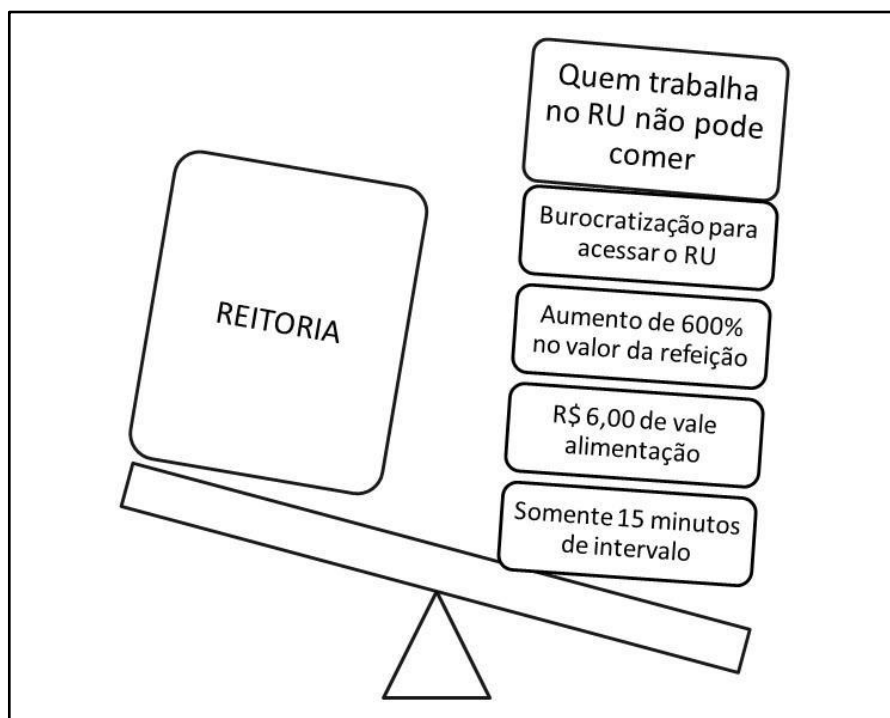 REITORIA
Quem trabalha
no RU não pode
comer
Burocratização para
acessar o RU
Aumento de 600%
no valor da refeição
R$ 6,00 de vale
alimentação
Somente 15 minutos
de intervalo